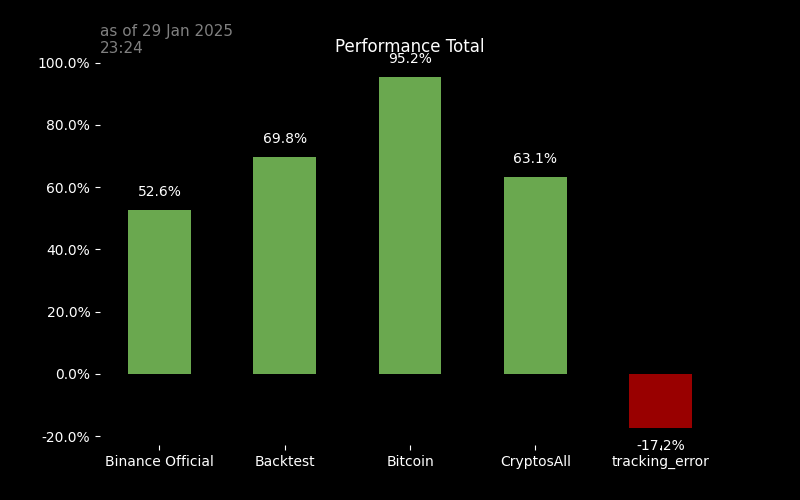 as of 29 Jan 2025
23:24
Performance Total
100.0%
80.0%
60.0%
40.0%
20.0%
0.0%
-20.0%
52.6%
69.8%
95.2%
63.1%
-17.2%
Binance Official
Backtest
Bitcoin
CryptosAll
tracking_error